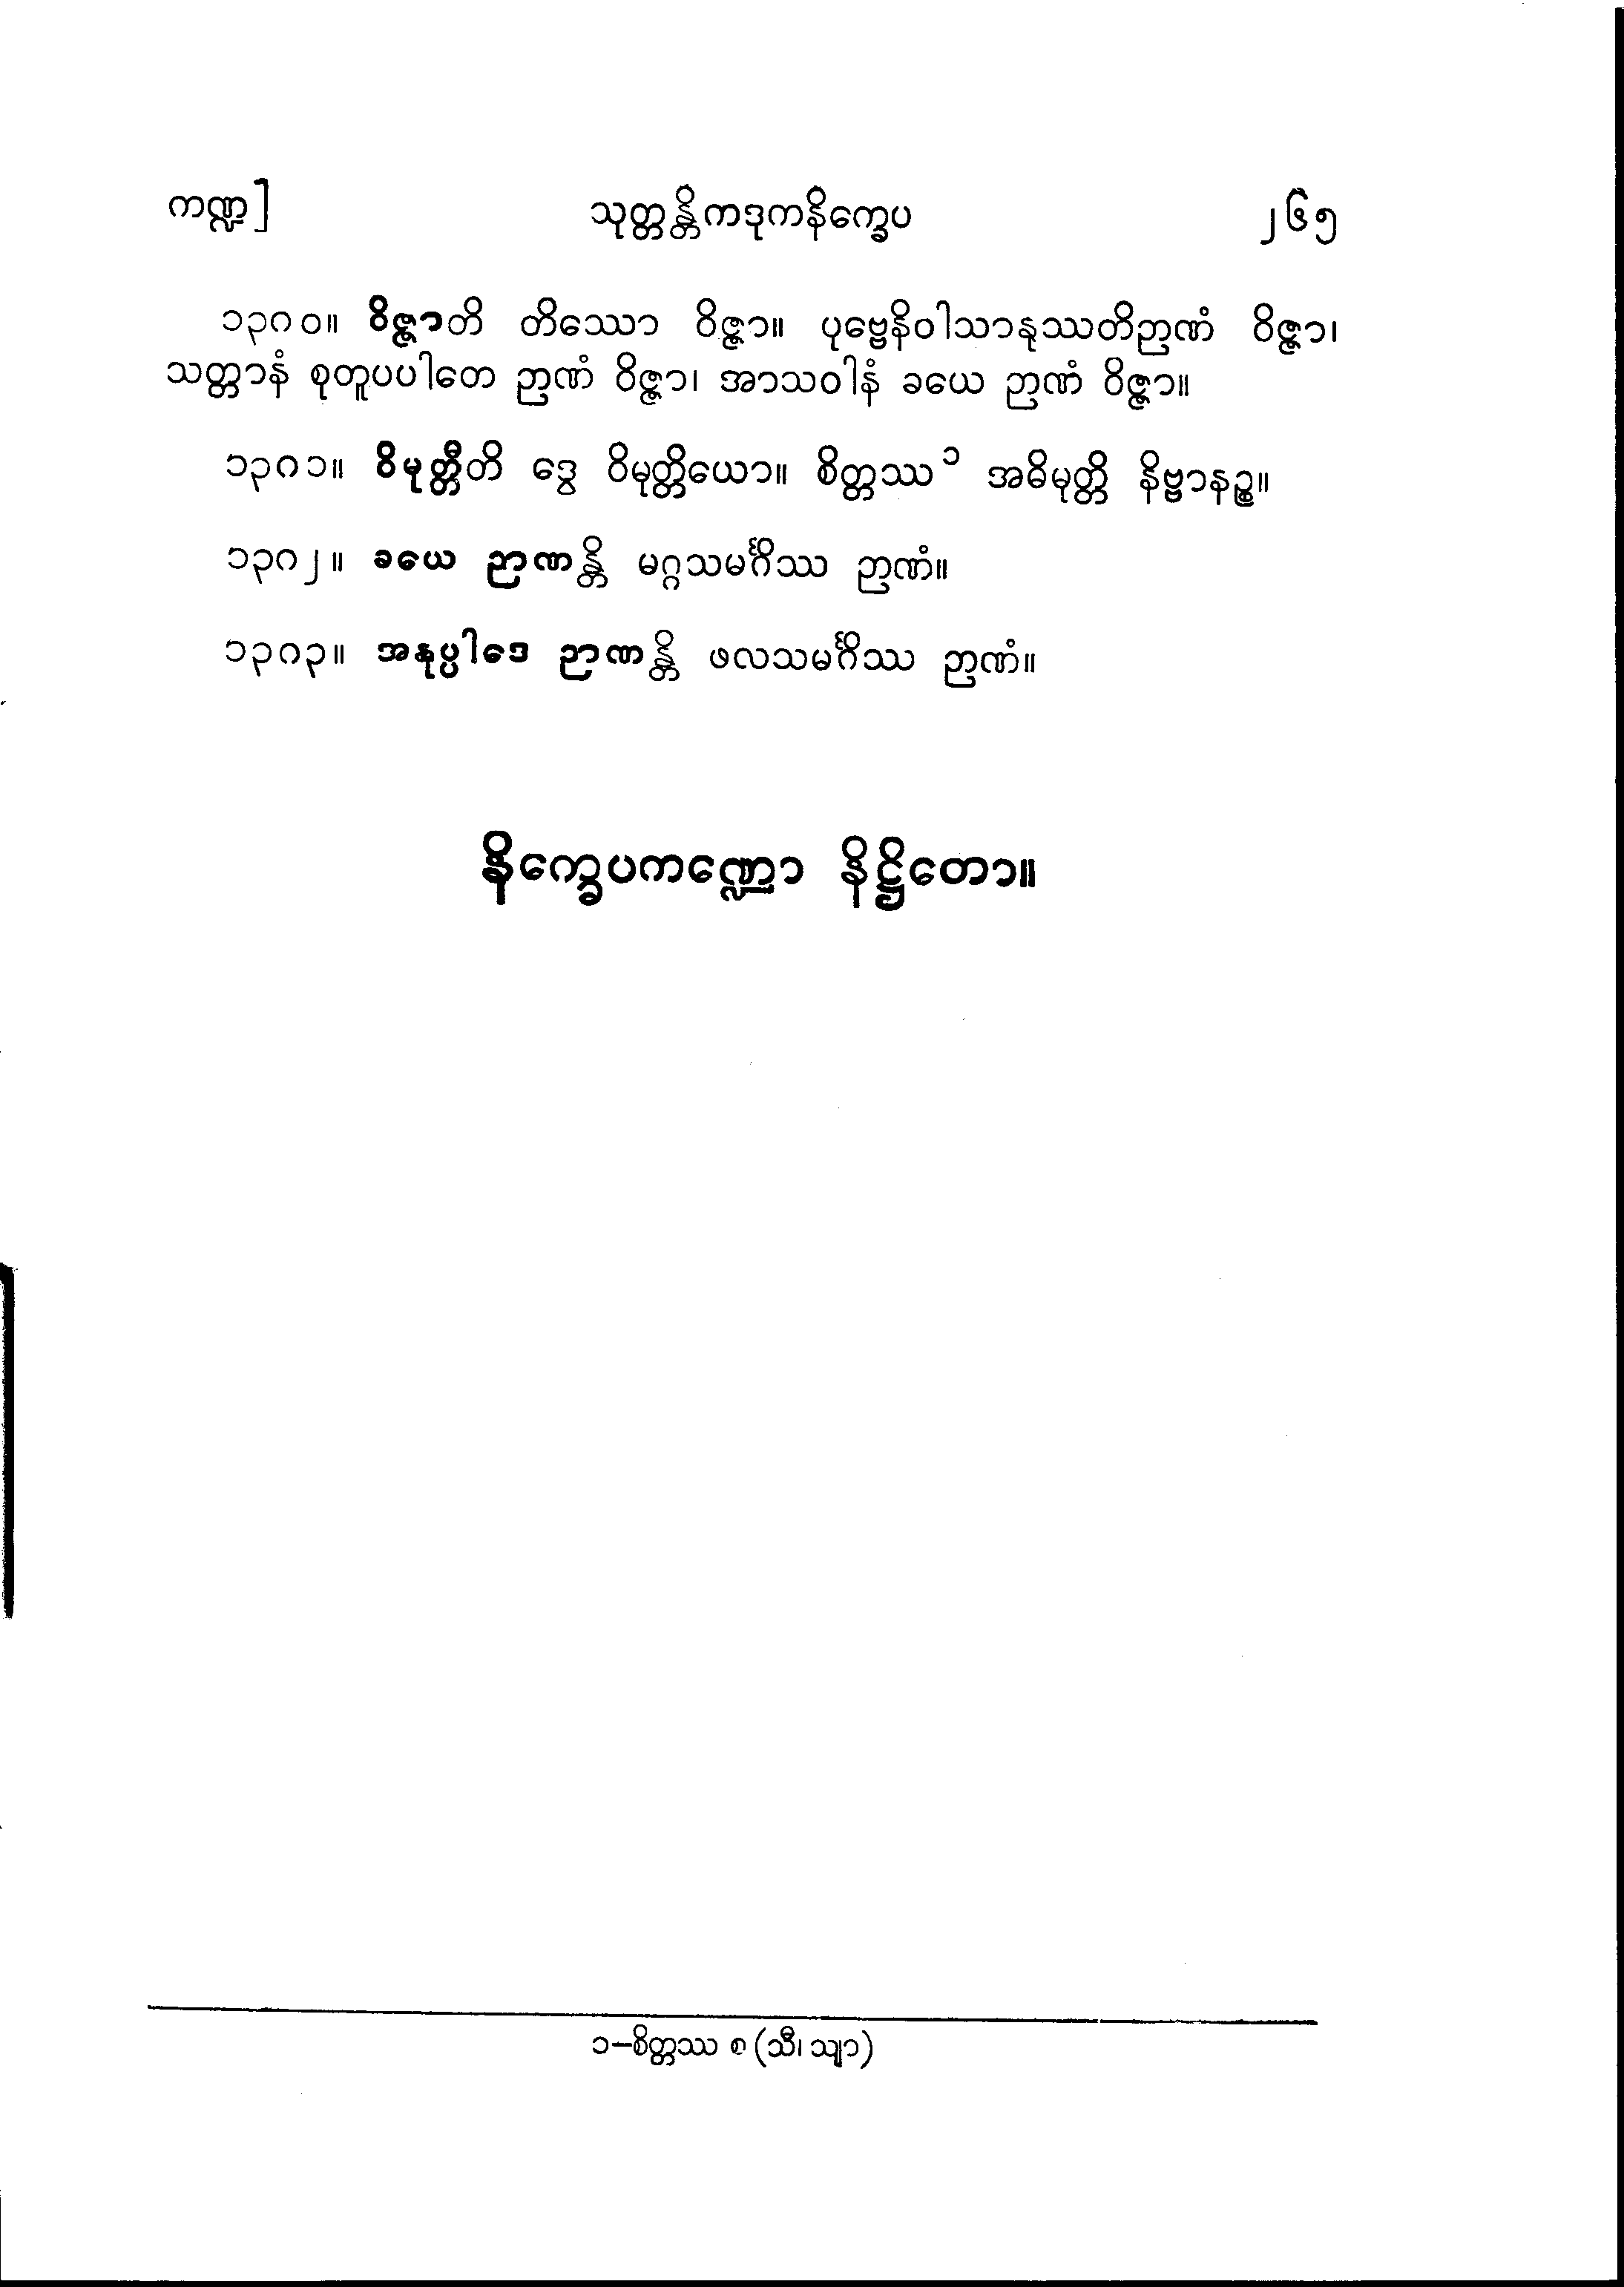 ကဏ္ဍ] သုတ္တန္တိကဒုကနိက္ခေပ ၂၆၅
၁၃၈၀။ ဝိဇ္ဇာတိ တိဿော ဝိဇ္ဇာ။ ပုဗ္ဗေနိဝါသာနုဿတိဉာဏံ ဝိဇ္ဇာ၊
သတ္တာနံ စုတူပပါတေ ဉာဏံ ဝိဇ္ဇာ၊ အာသဝါနံ ခယေ ဉာဏံ ဝိဇ္ဇာ။
၁၃၈၁။ ဝိမုတ္တီတိ ဒွေ ဝိမုတ္တိယော။ စိတ္တဿ ၁ အဓိမုတ္တိ နိဗ္ဗာနဉ္စ။
၁၃၈၂။ ခယေ ဉာဏန္တိ မဂ္ဂသမင်္ဂိဿ ဉာဏံ။
၁၃၈၃။ အနုပ္ပါဒေ ဉာဏန္တိ ဖလသမင်္ဂိဿ ဉာဏံ။
နိက္ခေပကဏ္ဍော နိဋ္ဌိတော။
၁–စိတ္တဿ စ (သီ၊ သျာ)